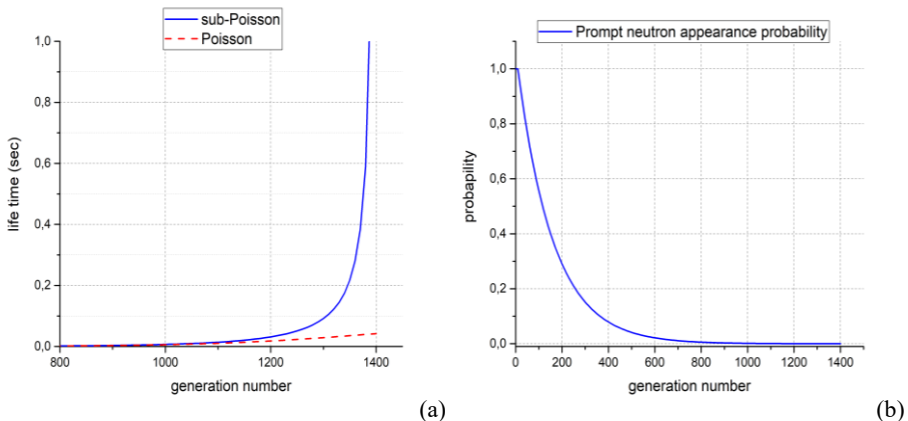 sub-Poisson
Poisson
1,0
0,8
0,6
0,4
0,2
0,0
life time (sec)
800 1000 1200 1400
generation number
(a)
Prompt neutron appearance probability
1,0
0,8
0,6
0,4
0,2
0,0
probapility
0 200 400 600 800 1000 1200 1400
generation number
(b)